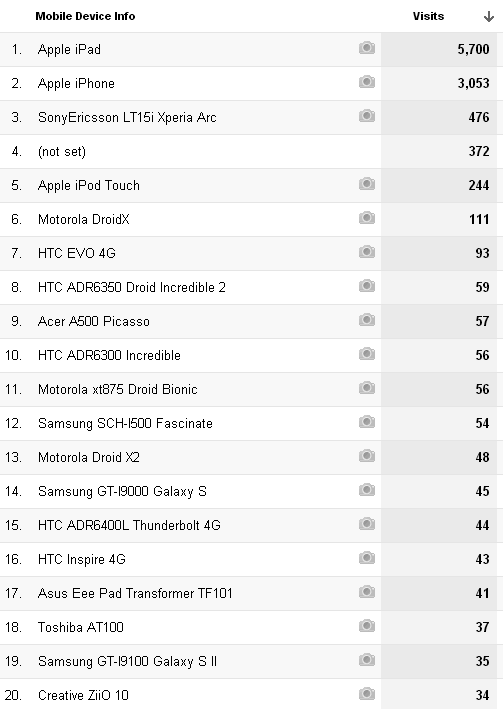 Mobile Device Info Visits
1. Apple iPad 5,700
2. Apple iPhone 3,053
3. SonyEricsson LT15i Xperia Arc 476
4. (not set) 372
5. Apple iPod Touch 244
6. Motorola DroidX 111
7. HTC EVO 4G 93
8. HTC ADR6350 Droid Incredible 2 59
9. Acer A500 Picasso 57
10. HTC ADR6300 Incredible 56
11. Motorola xt875 Droid Bionic 56
12. Samsung SCH-I500 Fascinate 54
13. Motorola Droid X2 48
14. Samsung GT-I9000 Galaxy S 45
15. HTC ADR6400L Thunderbolt 4G 44
16. HTC Inspire 4G 43
17. Asus Eee Pad Transformer TF101 41
18. Toshiba AT100 37
19. Samsung GT-I9100 Galaxy S II 35
20. Creative ZiiO 10 34